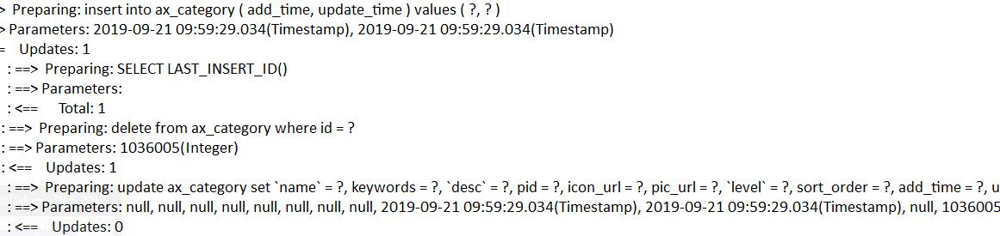 > Preparing: insert into ax_category ( add_time, update_time ) values ( ?, ? )
> Parameters: 2019-09-21 09:59:29.034(Timestamp), 2019-09-21 09:59:29.034(Timestamp)
= Updates: 1
: ==> Preparing: SELECT LAST_INSERT_ID()
: ==> Parameters:
: <== Total: 1
: ==> Preparing: delete from ax_category where id = ?
: ==> Parameters: 1036005(Integer)
: <== Updates: 1
: ==> Preparing: update ax_category set `name` = ?, keywords = ?, `desc` = ?, pid = ?, icon_url = ?, pic_url = ?, `level` = ?, sort_order = ?, add_time = ?, u
: ==> Parameters: null, null, null, null, null, null, null, null, 2019-09-21 09:59:29.034(Timestamp), 2019-09-21 09:59:29.034(Timestamp), null, 1036005
: <== Updates: 0